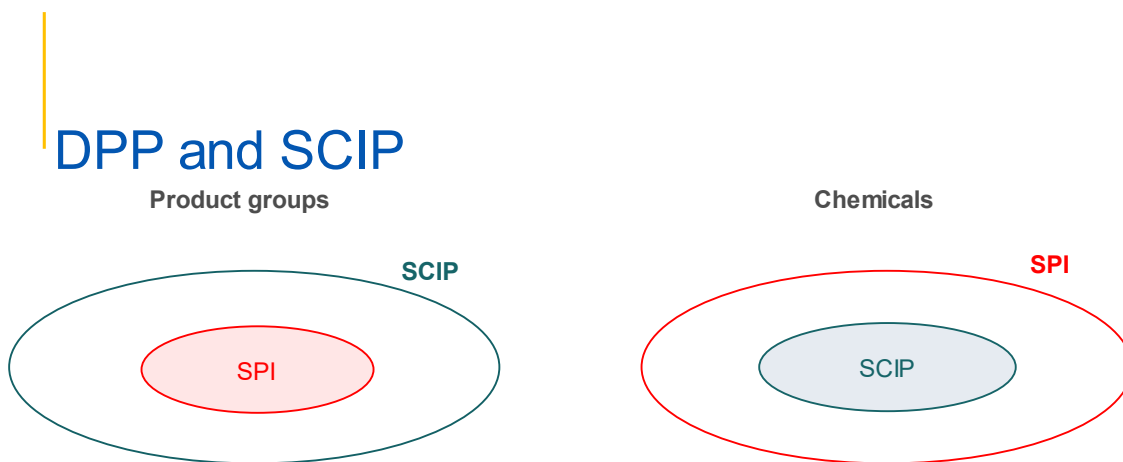 DPP and SCIP
Product groups
Chemicals
SCIP
SPI
SPI
SCIP